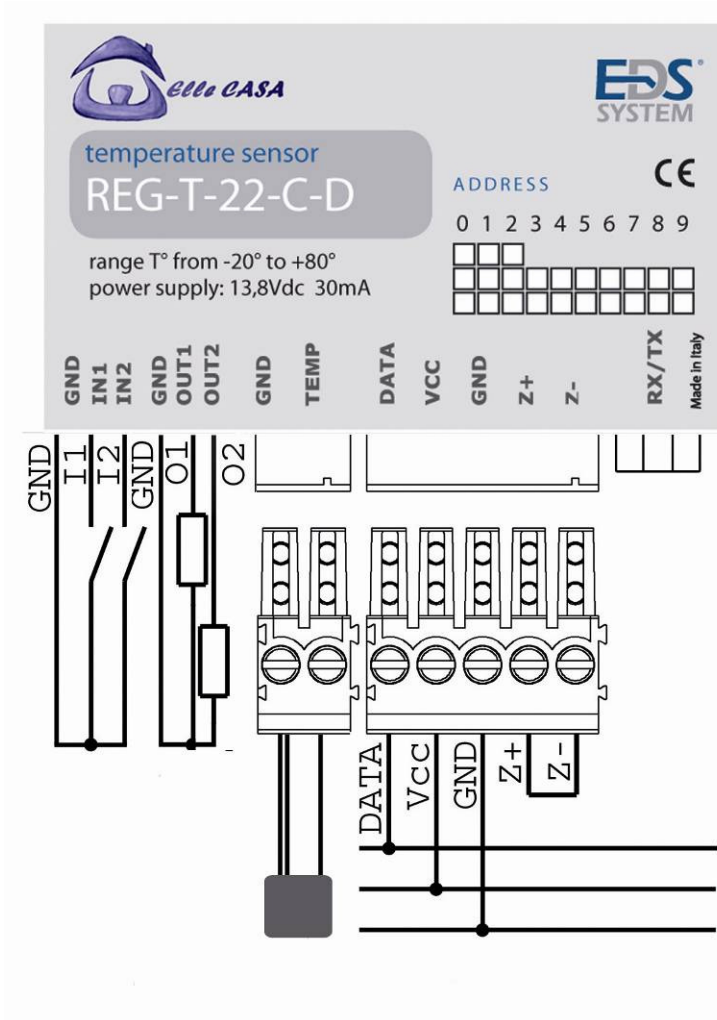 Elle CASA
EDS
SYSTEM
temperature sensor
REG-T-22-C-D
CE
ADDRESS
0 1 2 3 4 5 6 7 8 9
range T° from -20° to +80°
power supply: 13,8Vdc 30mA
GND
IN1
IN2
GND
OUT1
OUT2
GND
TEMP
DATA
VCC
GND
Z+
Z-
RX/TX
Made in Italy
GND
I1
I2
GND
O1
O2
DATA
Vcc
GND
Z+
Z-